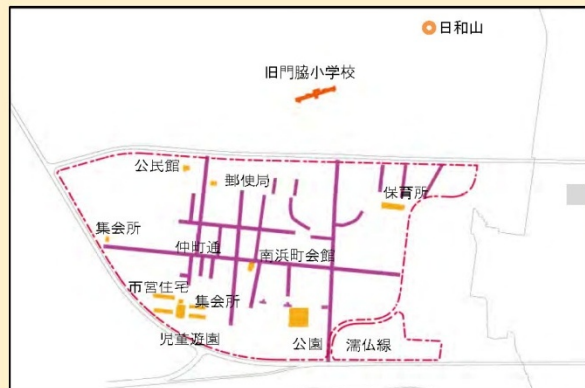 日和山
旧門脇小学校
公民館
郵便局
保育所
集会所
仲町通
南浜町会館
市営住宅
集会所
児童遊園
公園
濡仏線